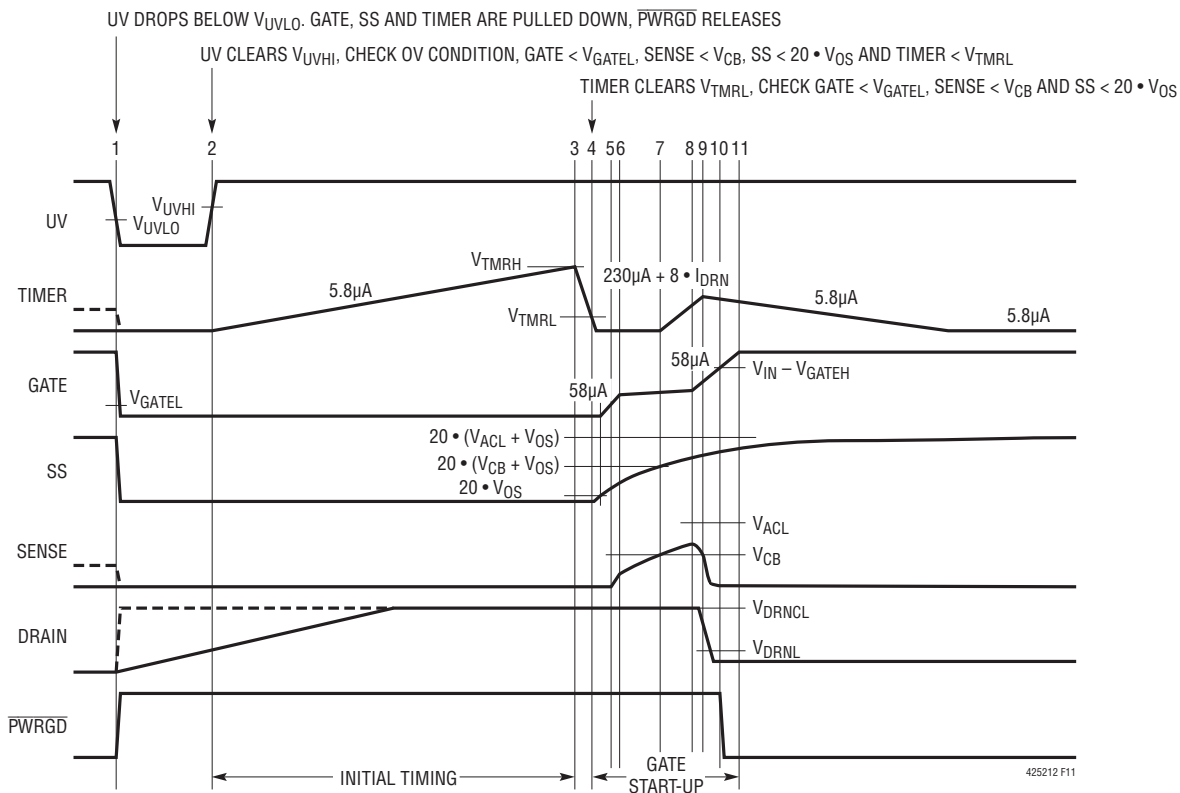 UV DROPS BELOW VUVLO. GATE, SS AND TIMER ARE PULLED DOWN, PWRGD RELEASES
UV CLEARS VUVHI, CHECK OV CONDITION, GATE < VGATEL, SENSE < VCB, SS < 20 • VOS AND TIMER < VTMRL
TIMER CLEARS VTMRL, CHECK GATE < VGATEL, SENSE < VCB AND SS < 20 • VOS
1 2 3 4 5 6 7 8 9 10 11
UV
VUVHI
VUVLO
TIMER
5.8µA
VTMRH
VTMRL
230µA + 8 • IDRN
5.8µA
5.8µA
GATE
VGATEL
58µA
58µA
VIN – VGATEH
SS
20 • (VACL + VOS)
20 • (VCB + VOS)
20 • VOS
SENSE
VACL
VCB
DRAIN
VDRNCL
VDRNL
PWRGD
INITIAL TIMING
GATE
START-UP
425212 F11